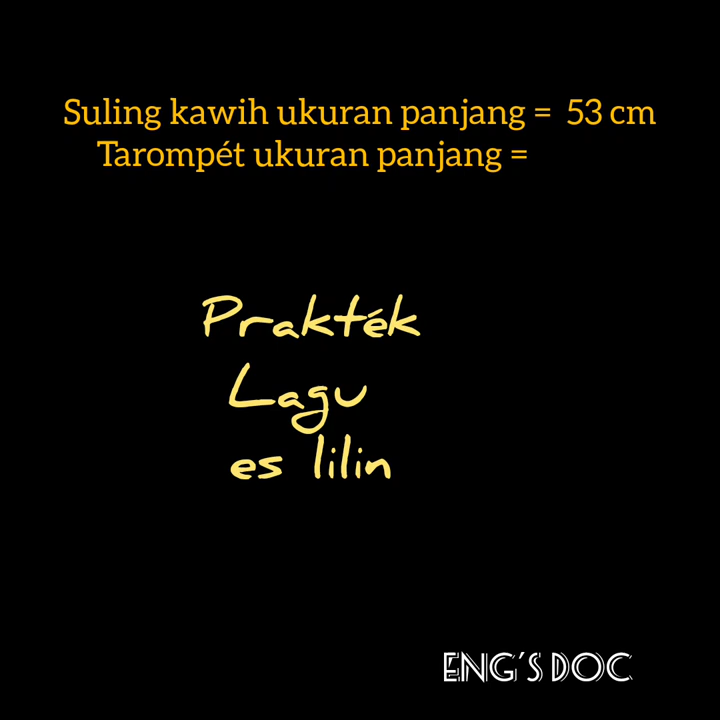 Suling kawih ukuran panjang = 53 cm
Tarompét ukuran panjang =
Prakték
Lagu
es lilin
ENG'S DOC